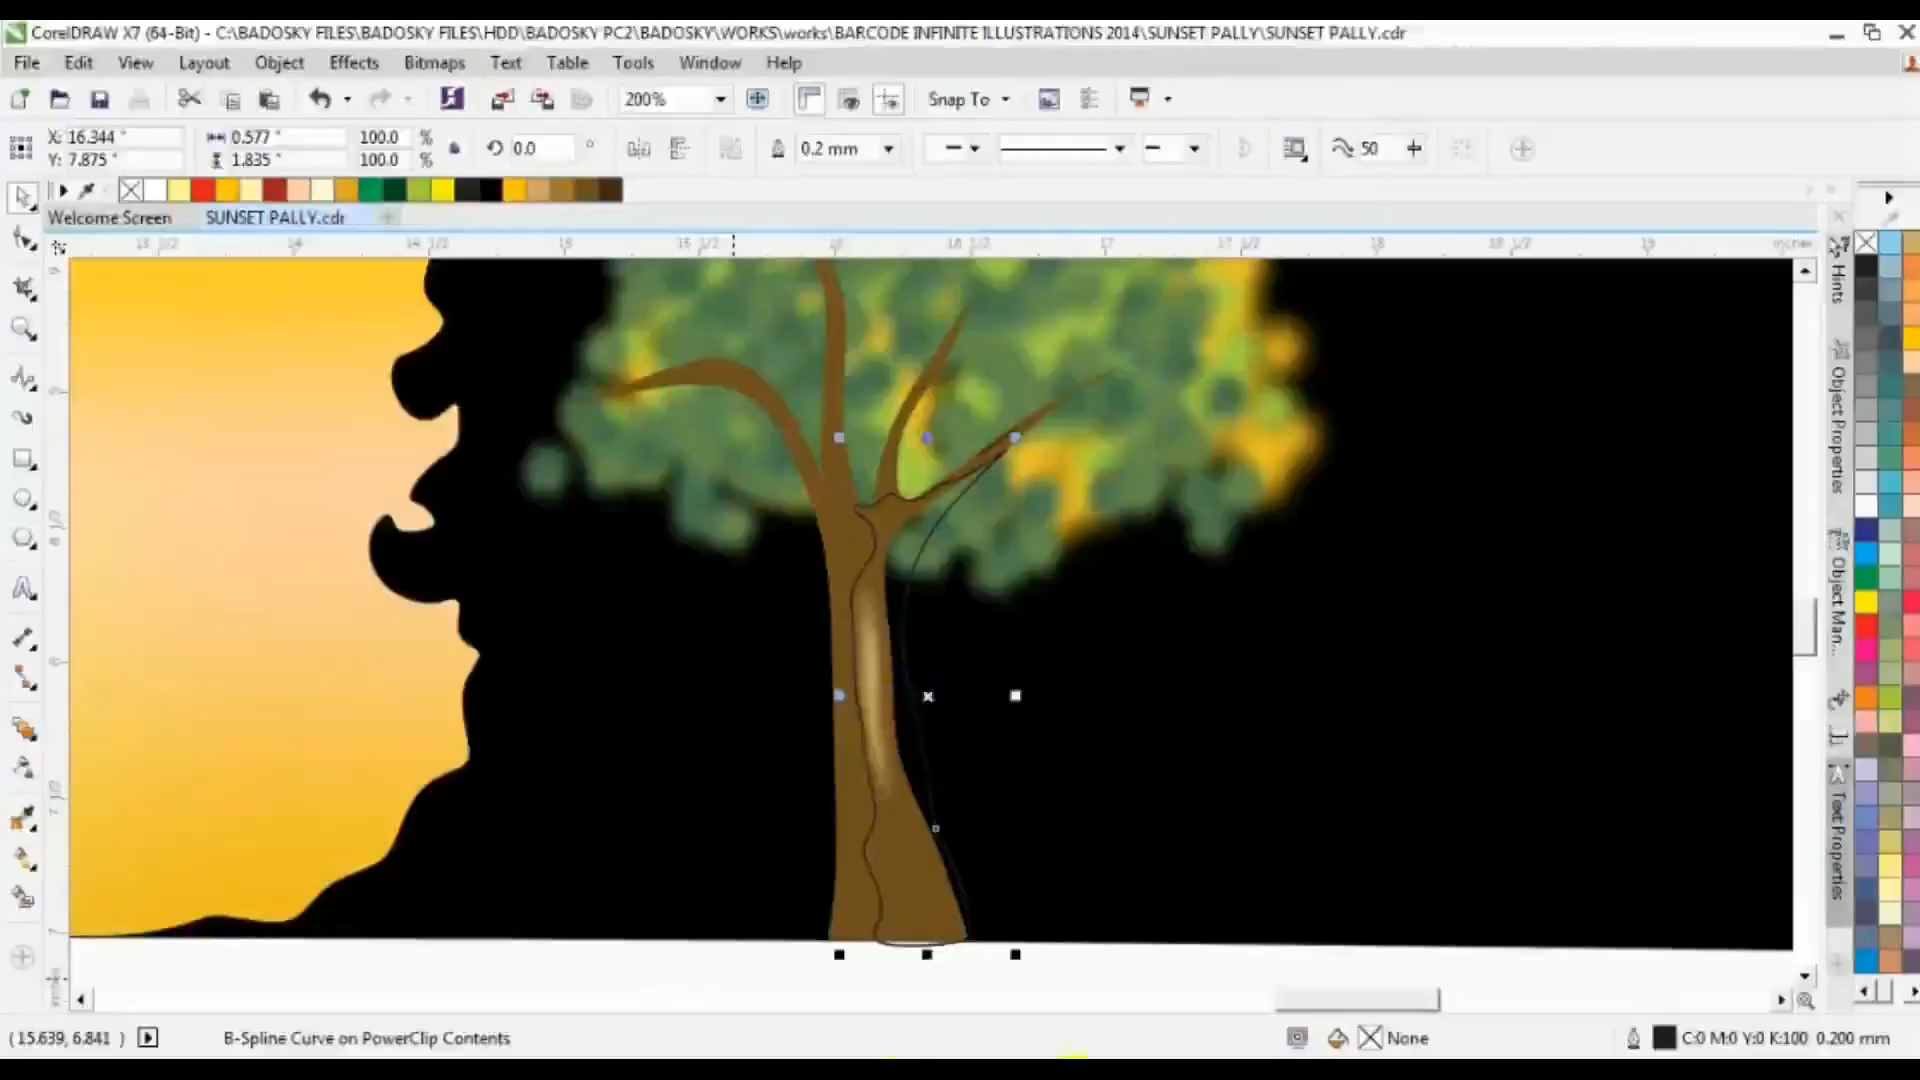 CorelDRAW X7 (64-Bit) - C:\BADOSKY FILES\BADOSKY FILES\HDD\BADOSKY PC2\BADOSKY\WORKS\works\BARCODE INFINITE ILLUSTRATIONS 2014\SUNSET PALLY\SUNSET PALLY.cdr
File Edit View Layout Object Effects Bitmaps Text Table Tools Window Help
200% Snap To
X: 16.344 " 0.577 " 100.0 %
Y: 7.875 " 1.835 " 100.0 %
0.0 °
0.2 mm
50
Welcome Screen SUNSET PALLY.cdr
14 17 inches
Hints
Object Properties
Object Man...
Text Properties
( 15.639, 6.841 ) B-Spline Curve on PowerClip Contents None C:0 M:0 Y:0 K:100 0.200 mm